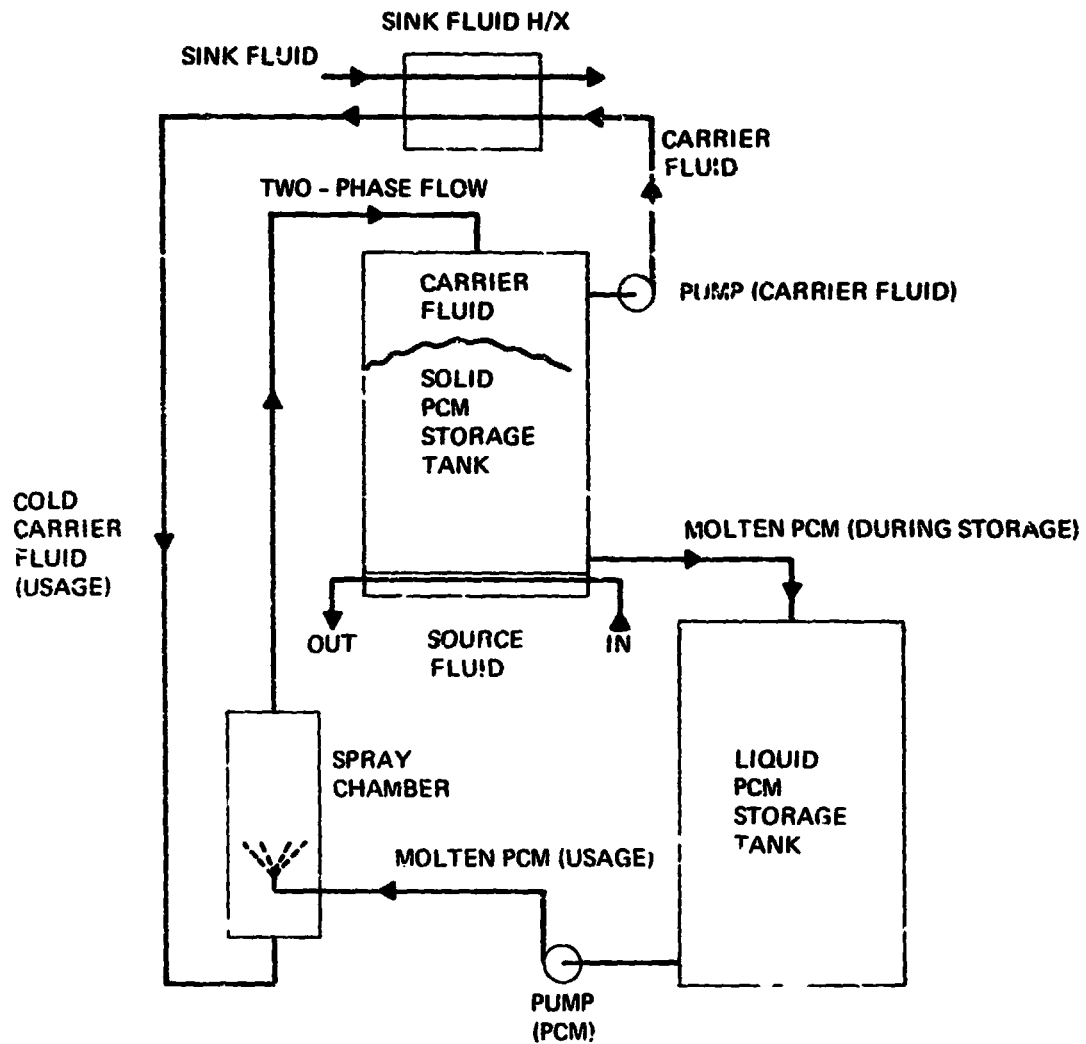 SINK FLUID H/X
SINK FLUID
CARRIER
FLUID
TWO - PHASE FLOW
CARRIER
FLUID
PUMP (CARRIER FLUID)
SOLID
PCM
STORAGE
TANK
COLD
CARRIER
FLUID
(USAGE)
MOLTEN PCM (DURING STORAGE)
OUT
SOURCE
FLUID
IN
SPRAY
CHAMBER
LIQUID
PCM
STORAGE
TANK
MOLTEN PCM (USAGE)
PUMP
(PCM)